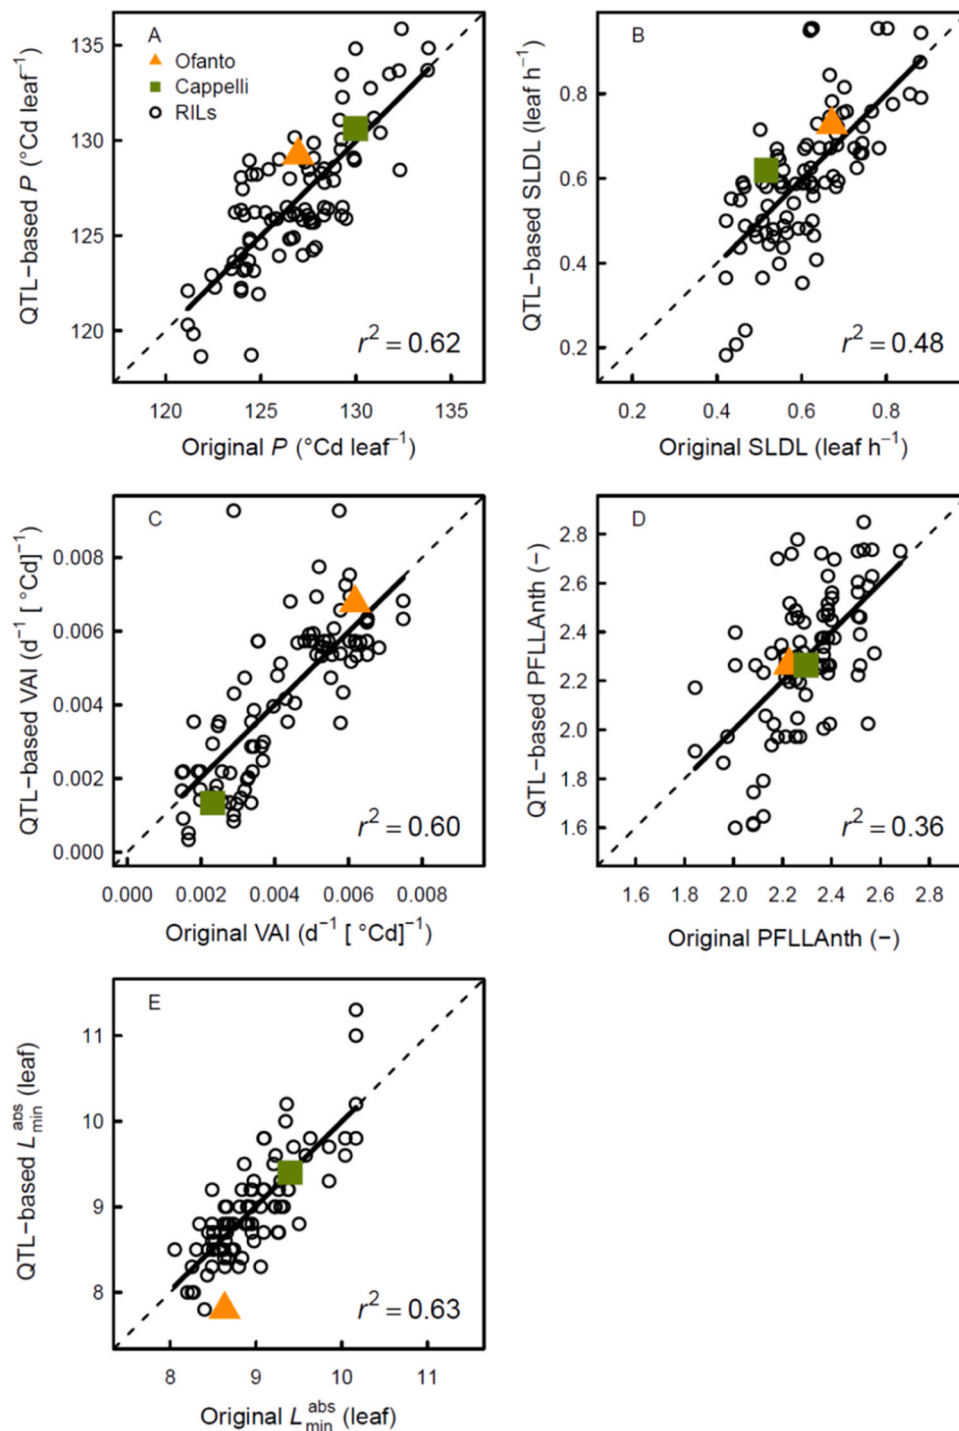 A
Ofanto
Cappelli
RILs
135
130
125
120
QTL−based P (°Cd leaf⁻¹)
r² = 0.62
120 125 130 135
Original P (°Cd leaf⁻¹)
B
0.8
0.6
0.4
0.2
QTL−based SLDL (leaf h⁻¹)
r² = 0.48
0.2 0.4 0.6 0.8
Original SLDL (leaf h⁻¹)
C
0.008
0.006
0.004
0.002
0.000
QTL−based VAI (d⁻¹ [ °Cd]⁻¹)
r² = 0.60
0.000 0.002 0.004 0.006 0.008
Original VAI (d⁻¹ [ °Cd]⁻¹)
D
2.8
2.6
2.4
2.2
2.0
1.8
1.6
QTL−based PFLLAnth (−)
r² = 0.36
1.6 1.8 2.0 2.2 2.4 2.6 2.8
Original PFLLAnth (−)
E
11
10
9
8
QTL−based L abs min (leaf)
r² = 0.63
8 9 10 11
Original L abs min (leaf)